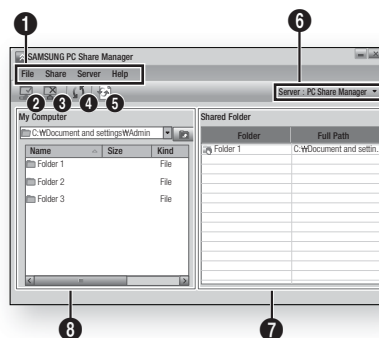 1
6
SAMSUNG PC Share Manager
File Share Server Help
2 3 4 5
Server : PC Share Manager
My Computer
Shared Folder
C:₩Document and settings₩Admin
Folder Full Path
Name Size Kind
Folder 1 C:₩Document and settin..
Folder 1 File
Folder 2 File
Folder 3 File
8
7